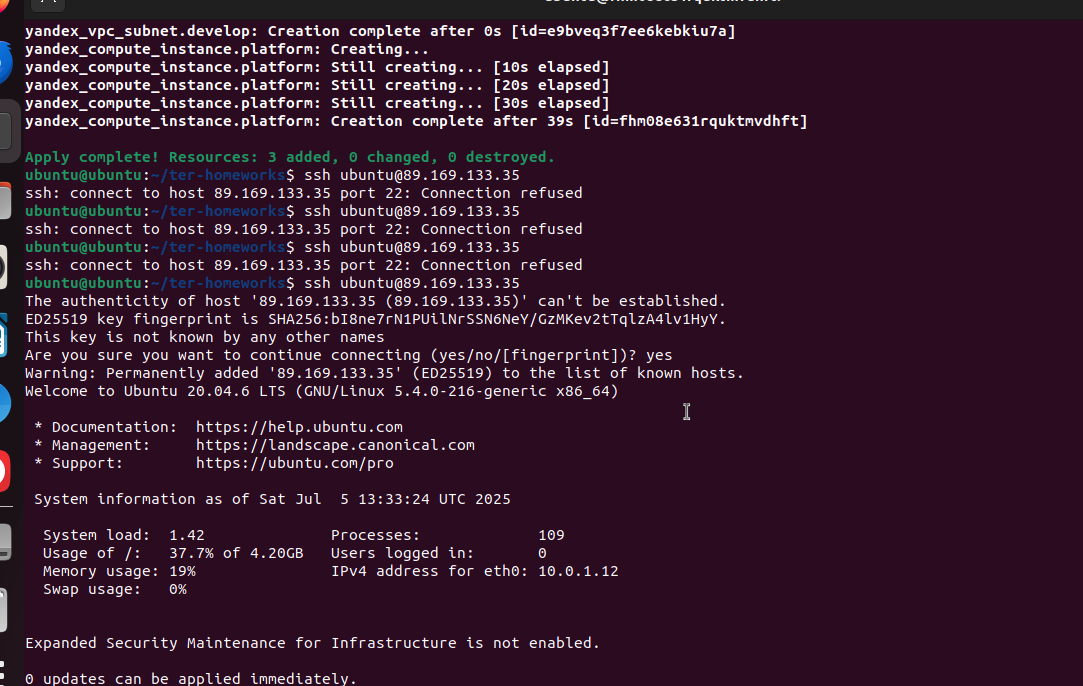 yandex_vpc_subnet.develop: Creation complete after 0s [id=e9bveq3f7ee6kebkiu7a]
yandex_compute_instance.platform: Creating...
yandex_compute_instance.platform: Still creating... [10s elapsed]
yandex_compute_instance.platform: Still creating... [20s elapsed]
yandex_compute_instance.platform: Still creating... [30s elapsed]
yandex_compute_instance.platform: Creation complete after 39s [id=fhm08e631rquktmvdhft]
Apply complete! Resources: 3 added, 0 changed, 0 destroyed.
ubuntu@ubuntu:~/ter-homeworks$ ssh ubuntu@89.169.133.35
ssh: connect to host 89.169.133.35 port 22: Connection refused
ubuntu@ubuntu:~/ter-homeworks$ ssh ubuntu@89.169.133.35
ssh: connect to host 89.169.133.35 port 22: Connection refused
ubuntu@ubuntu:~/ter-homeworks$ ssh ubuntu@89.169.133.35
ssh: connect to host 89.169.133.35 port 22: Connection refused
ubuntu@ubuntu:~/ter-homeworks$ ssh ubuntu@89.169.133.35
The authenticity of host '89.169.133.35 (89.169.133.35)' can't be established.
ED25519 key fingerprint is SHA256:bI8ne7rN1PUilNrSSN6NeY/GzMKev2tTqlzA4lv1HyY.
This key is not known by any other names
Are you sure you want to continue connecting (yes/no/[fingerprint])? yes
Warning: Permanently added '89.169.133.35' (ED25519) to the list of known hosts.
Welcome to Ubuntu 20.04.6 LTS (GNU/Linux 5.4.0-216-generic x86_64)
* Documentation: https://help.ubuntu.com
* Management: https://landscape.canonical.com
* Support: https://ubuntu.com/pro
System information as of Sat Jul 5 13:33:24 UTC 2025
System load: 1.42 Processes: 109
Usage of /: 37.7% of 4.20GB Users logged in: 0
Memory usage: 19% IPv4 address for eth0: 10.0.1.12
Swap usage: 0%
Expanded Security Maintenance for Infrastructure is not enabled.
0 updates can be applied immediately.